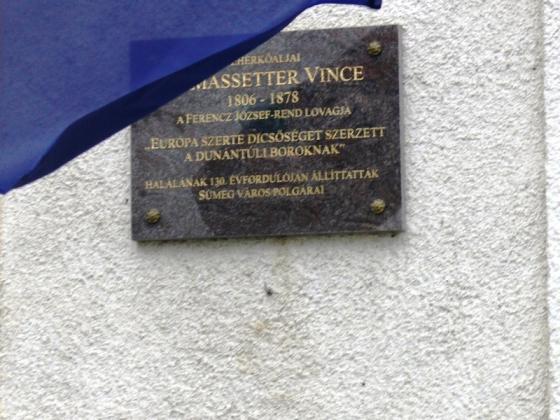 MASSETTER VINCE
1806 - 1878
A FERENCZ JÓZSEF-REND LOVAGJA
„EUROPA SZERTE DICSŐSÉGET SZERZETT
A DUNÁNTÚLI BOROKNAK”
HALÁLÁNAK 130. ÉVFORDULÓJÁN ÁLLÍTTATTÁK
SÜMEG VÁROS POLGÁRAI